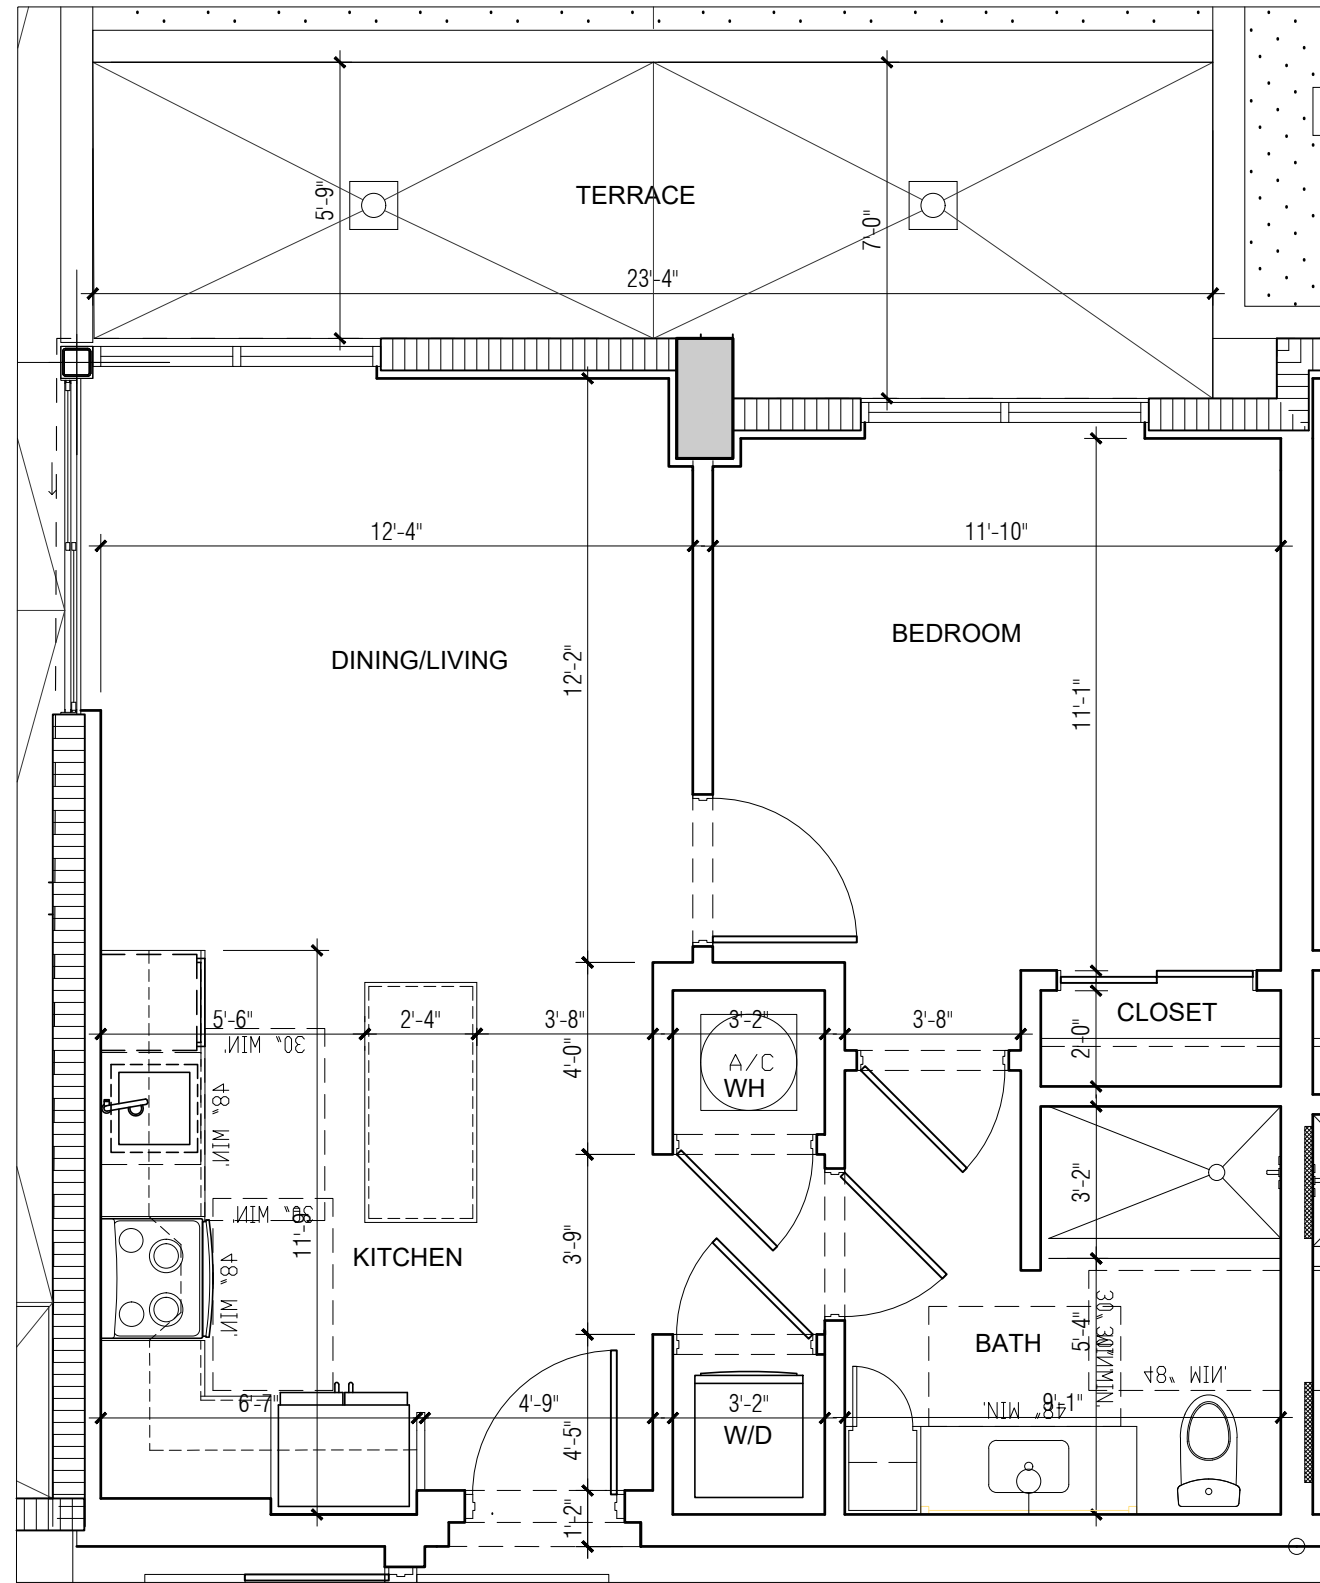 5'-9"
TERRACE
7'-0"
23'-4"
12'-4"
11'-10"
BEDROOM
DINING/LIVING
12'-2"
11'-1"
5'-6"
2'-4"
3'-8"
3'-2"
3'-8"
CLOSET
30" MIN.
4'-0"
A/C
WH
2'-0"
48" MIN.
3'-2"
30" MIN.
11'-9"
KITCHEN
3'-9"
48" MIN.
30" MIN.
5'-4"
BATH
48" MIN.
6'-7"
4'-9"
3'-2"
48" MIN.
9'-1"
W/D
4'-5"
1'-2"